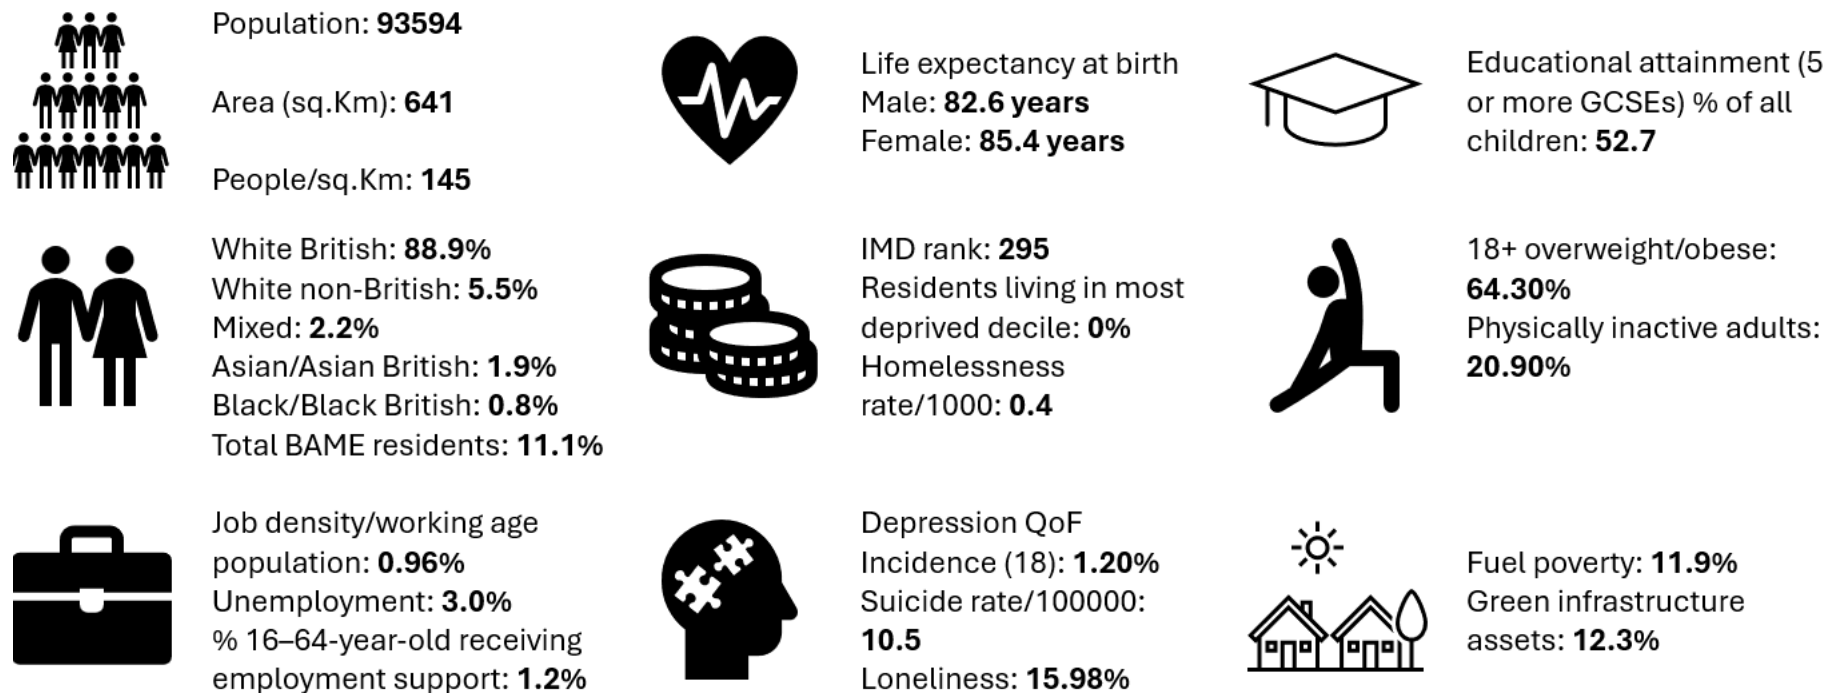 Population: 93594
Area (sq.Km): 641
People/sq.Km: 145
Life expectancy at birth
Male: 82.6 years
Female: 85.4 years
Educational attainment (5
or more GCSEs) % of all
children: 52.7
White British: 88.9%
White non-British: 5.5%
Mixed: 2.2%
Asian/Asian British: 1.9%
Black/Black British: 0.8%
Total BAME residents: 11.1%
IMD rank: 295
Residents living in most
deprived decile: 0%
Homelessness
rate/1000: 0.4
18+ overweight/obese:
64.30%
Physically inactive adults:
20.90%
Job density/working age
population: 0.96%
Unemployment: 3.0%
% 16–64-year-old receiving
employment support: 1.2%
Depression QoF
Incidence (18): 1.20%
Suicide rate/100000:
10.5
Loneliness: 15.98%
Fuel poverty: 11.9%
Green infrastructure
assets: 12.3%